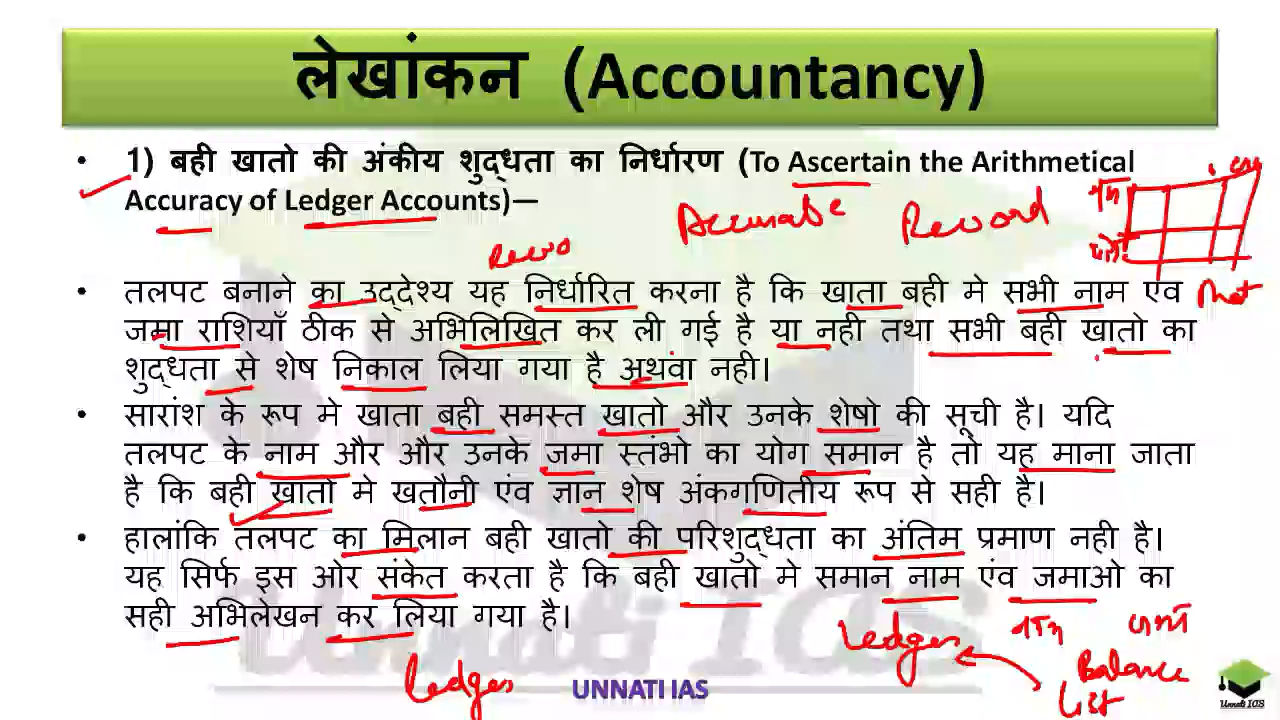 लेखांकन (Accountancy)
• 1) बही खातो की अंकीय शुद्धता का निर्धारण (To Ascertain the Arithmetical
Accuracy of Ledger Accounts)—
Accurate Record
• तलपट बनाने का उद्देश्य यह निर्धारित करना है कि खाता बही मे सभी नाम एंव
जमा राशियाँ ठीक से अभिलिखित कर ली गई है या नही तथा सभी बही खातो का
शुद्धता से शेष निकाल लिया गया है अथवा नही।
• सारांश के रूप मे खाता बही समस्त खातो और उनके शेषो की सूची है। यदि
तलपट के नाम और और उनके जमा स्तंभो का योग समान है तो यह माना जाता
है कि बही खातो मे खतौनी एंव ज्ञान शेष अंकगणितीय रूप से सही है।
• हालांकि तलपट का मिलान बही खातो की परिशुद्धता का अंतिम प्रमाण नही है।
यह सिर्फ इस ओर संकेत करता है कि बही खातो मे समान नाम एंव जमाओ का
सही अभिलेखन कर लिया गया है।
Ledger नाम जमा
Balance
Ledger UNNATI IAS List
Unnati ICS